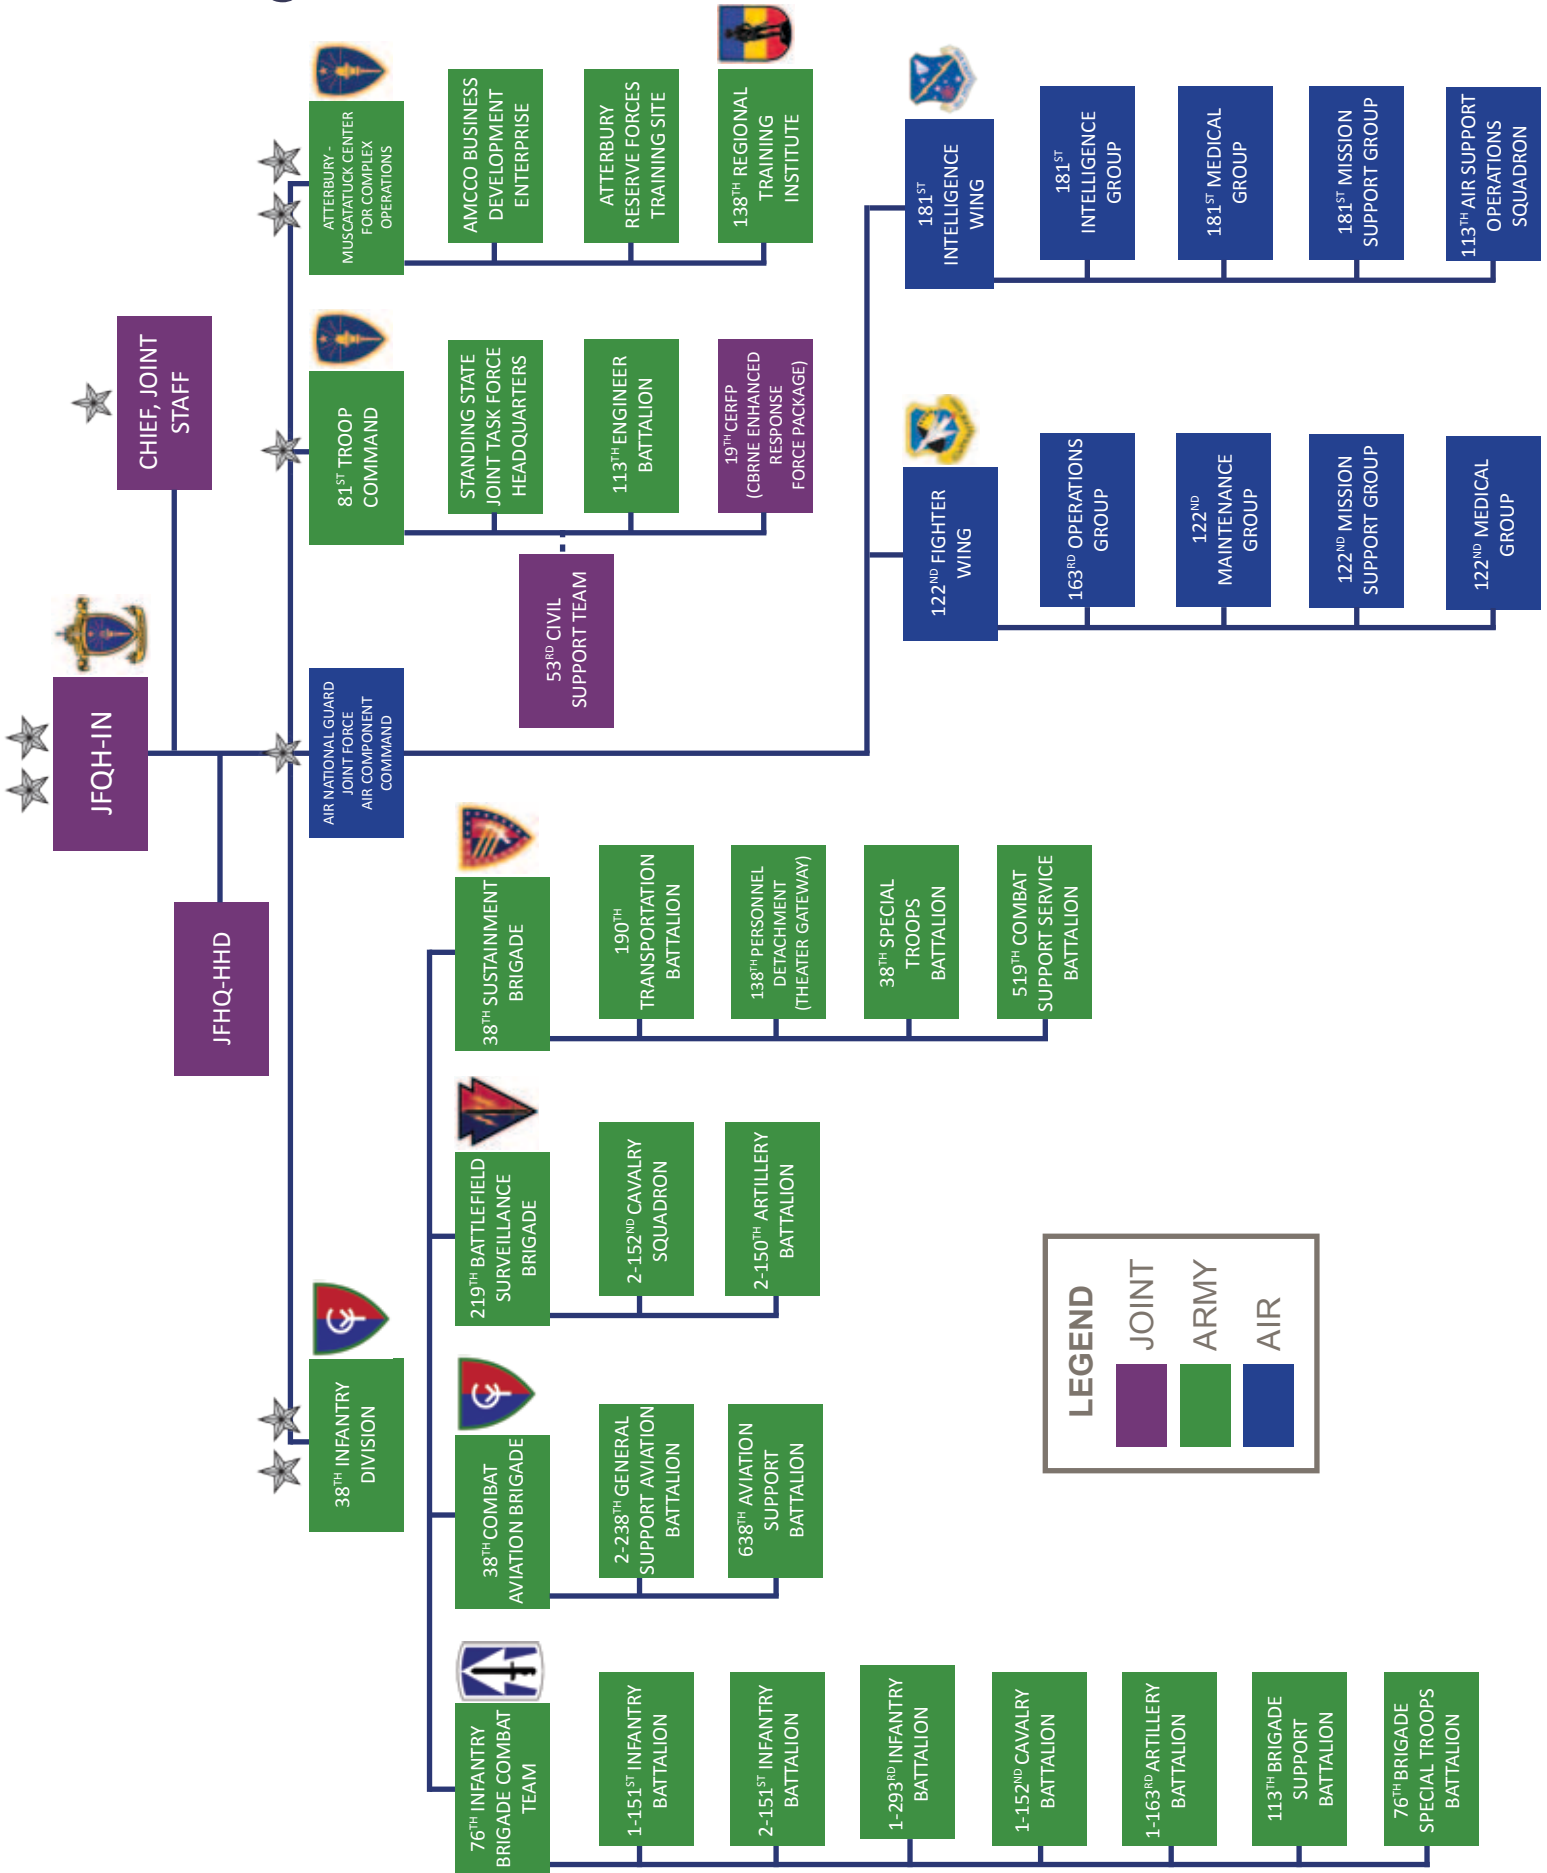 JFQH-IN
CHIEF, JOINT
STAFF
JFHQ-HHD
38TH INFANTRY
DIVISION
AIR NATIONAL GUARD
JOINT FORCE
AIR COMPONENT
COMMAND
81ST TROOP
COMMAND
ATTERBURY -
MUSCATATUCK CENTER
FOR COMPLEX
OPERATIONS
76TH INFANTRY
BRIGADE COMBAT
TEAM
1-151ST INFANTRY
BATTALION
2-151ST INFANTRY
BATTALION
1-293RD INFANTRY
BATTALION
1-152ND CAVALRY
BATTALION
1-163RD ARTILLERY
BATTALION
113TH BRIGADE
SUPPORT
BATTALION
76TH BRIGADE
SPECIAL TROOPS
BATTALION
38TH COMBAT
AVIATION BRIGADE
2-238TH GENERAL
SUPPORT AVIATION
BATTALION
638TH AVIATION
SUPPORT
BATTALION
219TH BATTLEFIELD
SURVEILLANCE
BRIGADE
2-152ND CAVALRY
SQUADRON
2-150TH ARTILLERY
BATTALION
38TH SUSTAINMENT
BRIGADE
190TH
TRANSPORTATION
BATTALION
138TH PERSONNEL
DETACHMENT
(THEATER GATEWAY)
38TH SPECIAL
TROOPS
BATTALION
519TH COMBAT
SUPPORT SERVICE
BATTALION
STANDING STATE
JOINT TASK FORCE
HEADQUARTERS
53RD CIVIL
SUPPORT TEAM
113TH ENGINEER
BATTALION
19TH CERFP
(CBRNE ENHANCED
RESPONSE
FORCE PACKAGE)
AMCCO BUSINESS
DEVELOPMENT
ENTERPRISE
ATTERBURY
RESERVE FORCES
TRAINING SITE
138TH REGIONAL
TRAINING
INSTITUTE
122ND FIGHTER
WING
163RD OPERATIONS
GROUP
122ND
MAINTENANCE
GROUP
122ND MISSION
SUPPORT GROUP
122ND MEDICAL
GROUP
181ST
INTELLIGENCE
WING
181ST
INTELLIGENCE
GROUP
181ST MEDICAL
GROUP
181ST MISSION
SUPPORT GROUP
113TH AIR SUPPORT
OPERATIONS
SQUADRON
LEGEND
JOINT
ARMY
AIR